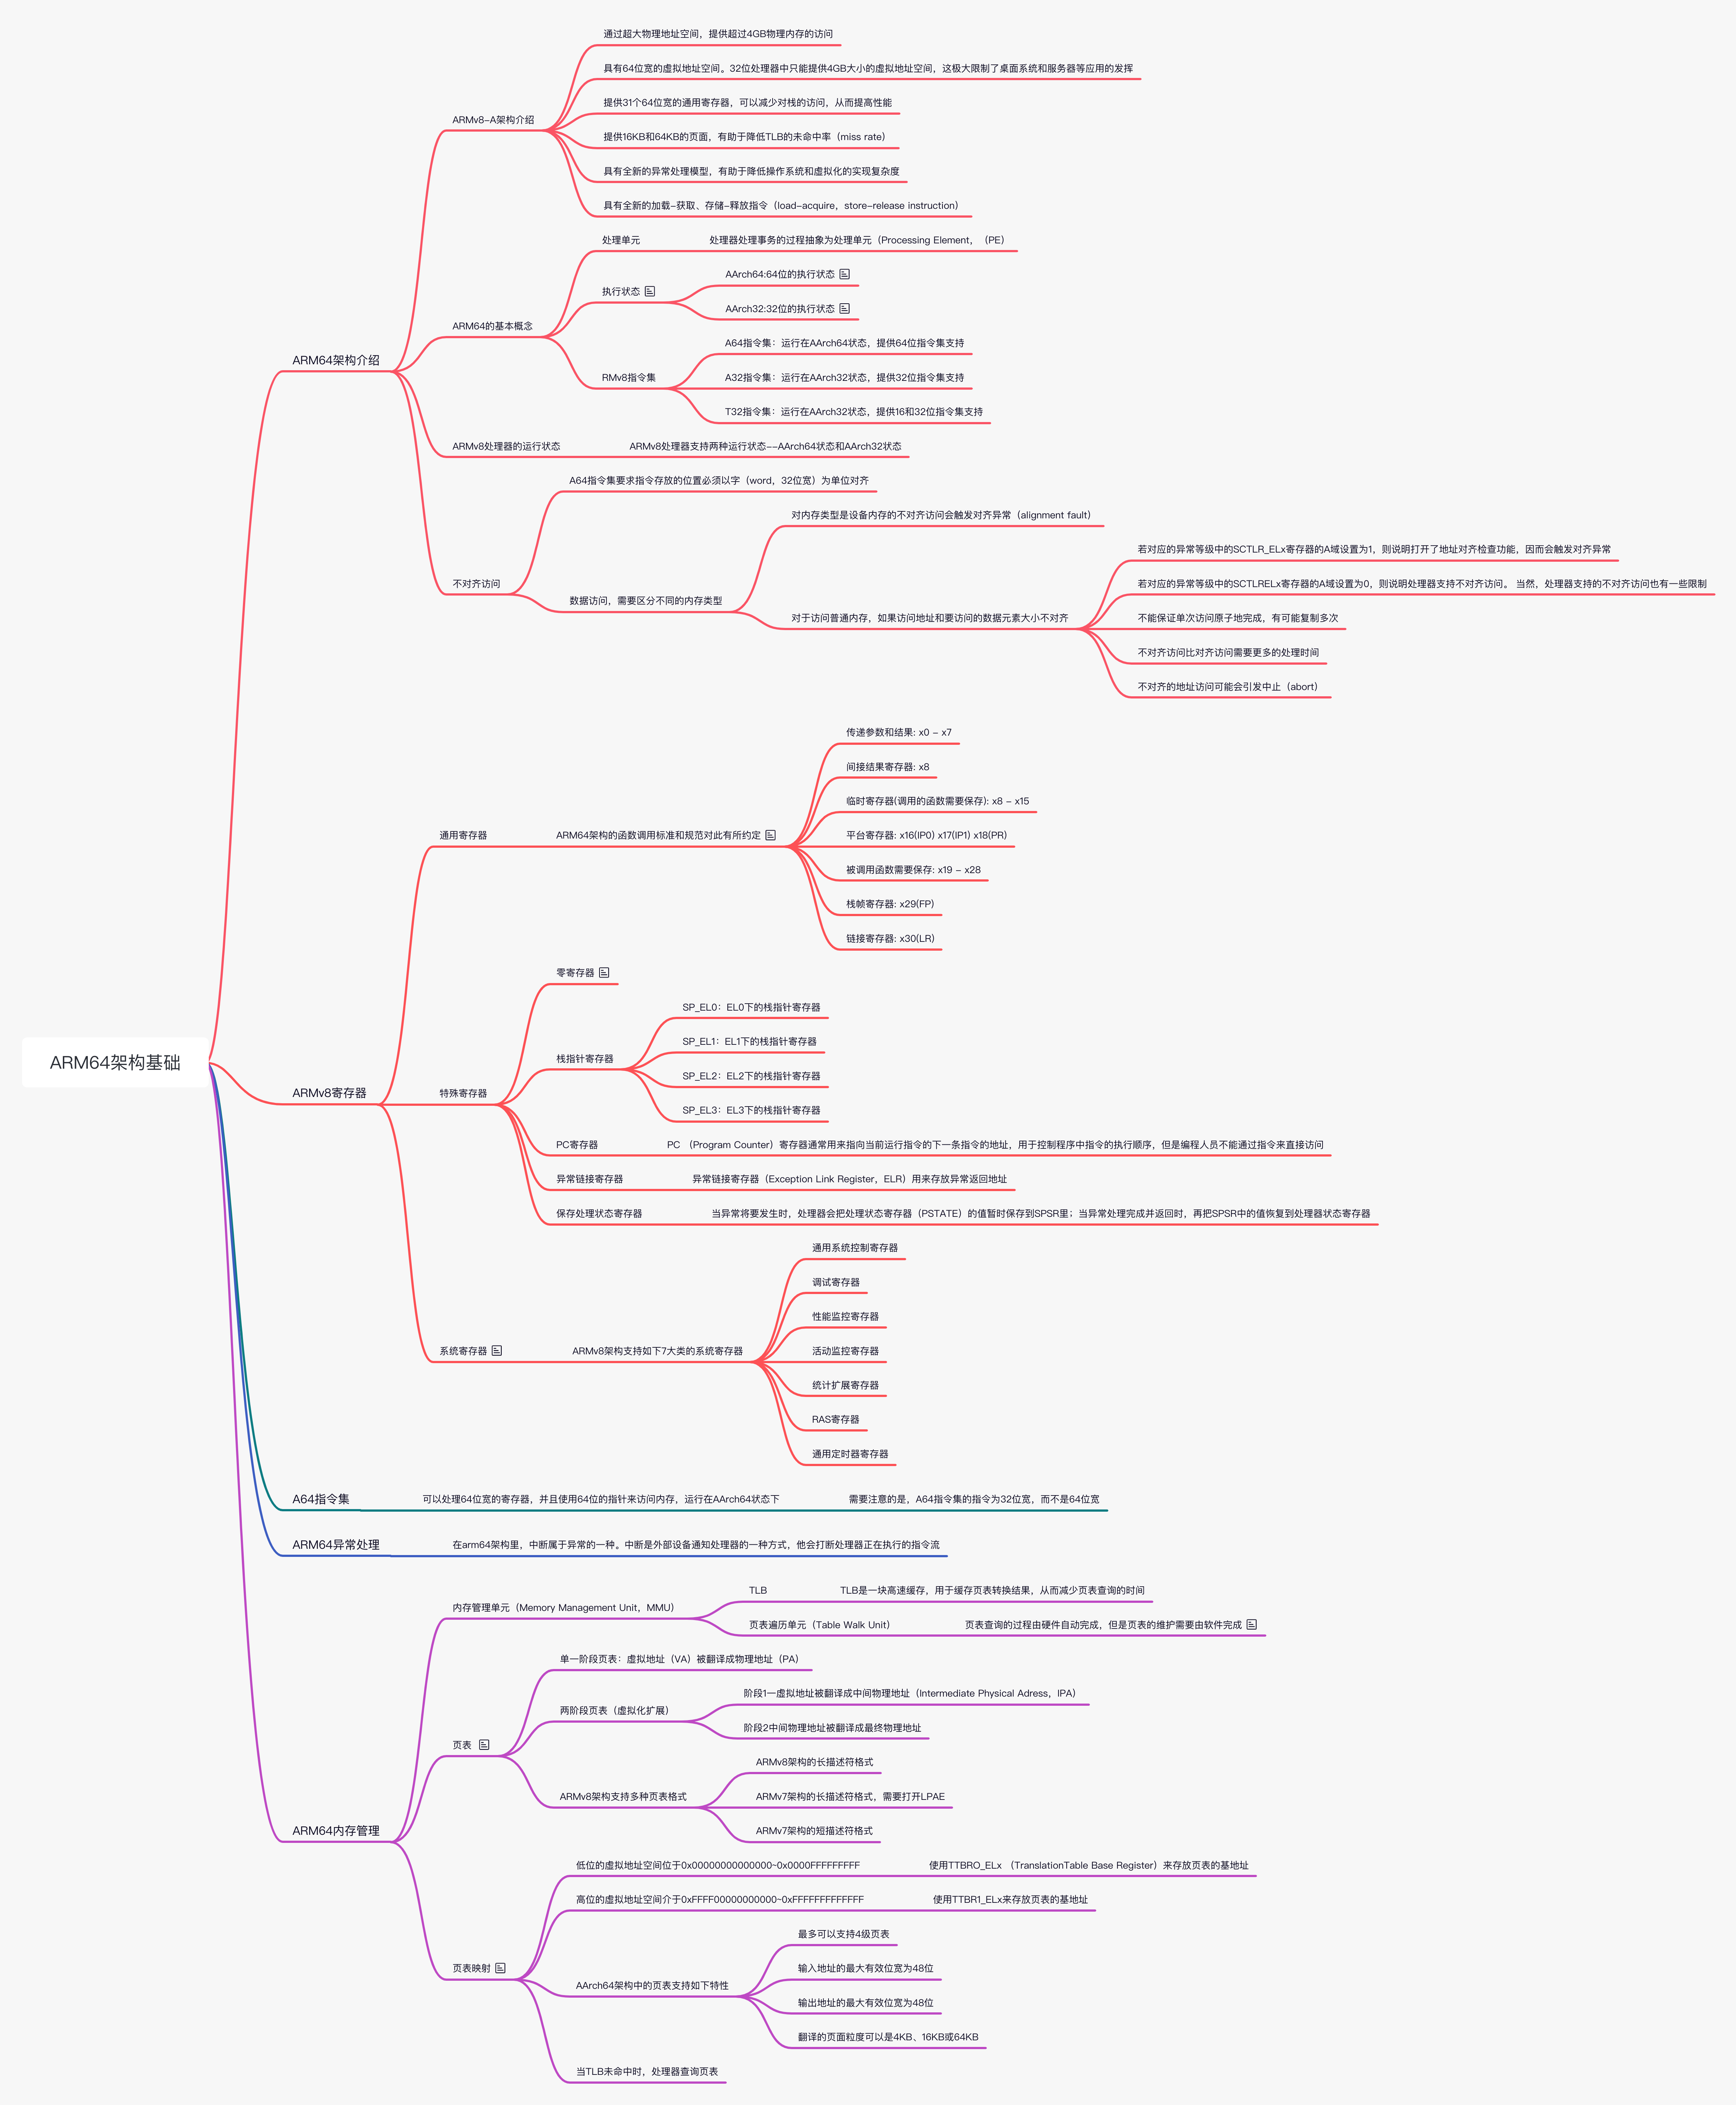 ARM64架构基础
ARM64架构介绍
ARMv8-A架构介绍
通过超大物理地址空间，提供超过4GB物理内存的访问
具有64位宽的虚拟地址空间。32位处理器中只能提供4GB大小的虚拟地址空间，这极大限制了桌面系统和服务器等应用的发挥
提供31个64位宽的通用寄存器，可以减少对栈的访问，从而提高性能
提供16KB和64KB的页面，有助于降低TLB的未命中率（miss rate）
具有全新的异常处理模型，有助于降低操作系统和虚拟化的实现复杂度
具有全新的加载-获取、存储-释放指令（load-acquire，store-release instruction）
ARM64的基本概念
处理单元
处理器处理事务的过程抽象为处理单元（Processing Element，（PE）
执行状态
AArch64:64位的执行状态
AArch32:32位的执行状态
RMv8指令集
A64指令集：运行在AArch64状态，提供64位指令集支持
A32指令集：运行在AArch32状态，提供32位指令集支持
T32指令集：运行在AArch32状态，提供16和32位指令集支持
ARMv8处理器的运行状态
ARMv8处理器支持两种运行状态--AArch64状态和AArch32状态
不对齐访问
A64指令集要求指令存放的位置必须以字（word，32位宽）为单位对齐
数据访问，需要区分不同的内存类型
对内存类型是设备内存的不对齐访问会触发对齐异常（alignment fault）
对于访问普通内存，如果访问地址和要访问的数据元素大小不对齐
若对应的异常等级中的SCTLR_ELx寄存器的A域设置为1，则说明打开了地址对齐检查功能，因而会触发对齐异常
若对应的异常等级中的SCTLRELx寄存器的A域设置为0，则说明处理器支持不对齐访问。 当然，处理器支持的不对齐访问也有一些限制
不能保证单次访问原子地完成，有可能复制多次
不对齐访问比对齐访问需要更多的处理时间
不对齐的地址访问可能会引发中止（abort）
ARMv8寄存器
通用寄存器
ARM64架构的函数调用标准和规范对此有所约定
传递参数和结果: x0 - x7
间接结果寄存器: x8
临时寄存器(调用的函数需要保存): x8 - x15
平台寄存器: x16(IP0) x17(IP1) x18(PR)
被调用函数需要保存: x19 - x28
栈帧寄存器: x29(FP)
链接寄存器: x30(LR)
特殊寄存器
零寄存器
栈指针寄存器
SP_EL0：EL0下的栈指针寄存器
SP_EL1：EL1下的栈指针寄存器
SP_EL2：EL2下的栈指针寄存器
SP_EL3：EL3下的栈指针寄存器
PC寄存器
PC （Program Counter）寄存器通常用来指向当前运行指令的下一条指令的地址，用于控制程序中指令的执行顺序，但是编程人员不能通过指令来直接访问
异常链接寄存器
异常链接寄存器（Exception Link Register，ELR）用来存放异常返回地址
保存处理状态寄存器
当异常将要发生时，处理器会把处理状态寄存器（PSTATE）的值暂时保存到SPSR里；当异常处理完成并返回时，再把SPSR中的值恢复到处理器状态寄存器
系统寄存器
ARMv8架构支持如下7大类的系统寄存器
通用系统控制寄存器
调试寄存器
性能监控寄存器
活动监控寄存器
统计扩展寄存器
RAS寄存器
通用定时器寄存器
A64指令集
可以处理64位宽的寄存器，并且使用64位的指针来访问内存，运行在AArch64状态下
需要注意的是，A64指令集的指令为32位宽，而不是64位宽
ARM64异常处理
在arm64架构里，中断属于异常的一种。中断是外部设备通知处理器的一种方式，他会打断处理器正在执行的指令流
ARM64内存管理
内存管理单元（Memory Management Unit，MMU）
TLB
TLB是一块高速缓存，用于缓存页表转换结果，从而减少页表查询的时间
页表遍历单元（Table Walk Unit）
页表查询的过程由硬件自动完成，但是页表的维护需要由软件完成
页表
单一阶段页表：虚拟地址（VA）被翻译成物理地址（PA）
两阶段页表（虚拟化扩展）
阶段1一虚拟地址被翻译成中间物理地址（Intermediate Physical Adress，IPA）
阶段2中间物理地址被翻译成最终物理地址
ARMv8架构支持多种页表格式
ARMv8架构的长描述符格式
ARMv7架构的长描述符格式，需要打开LPAE
ARMv7架构的短描述符格式
页表映射
低位的虚拟地址空间位于0x00000000000000~0x0000FFFFFFFFF
使用TTBRO_ELx （TranslationTable Base Register）来存放页表的基地址
高位的虚拟地址空间介于0xFFFF00000000000~0xFFFFFFFFFFFFFF
使用TTBR1_ELx来存放页表的基地址
AArch64架构中的页表支持如下特性
最多可以支持4级页表
输入地址的最大有效位宽为48位
输出地址的最大有效位宽为48位
翻译的页面粒度可以是4KB、16KB或64KB
当TLB未命中时，处理器查询页表